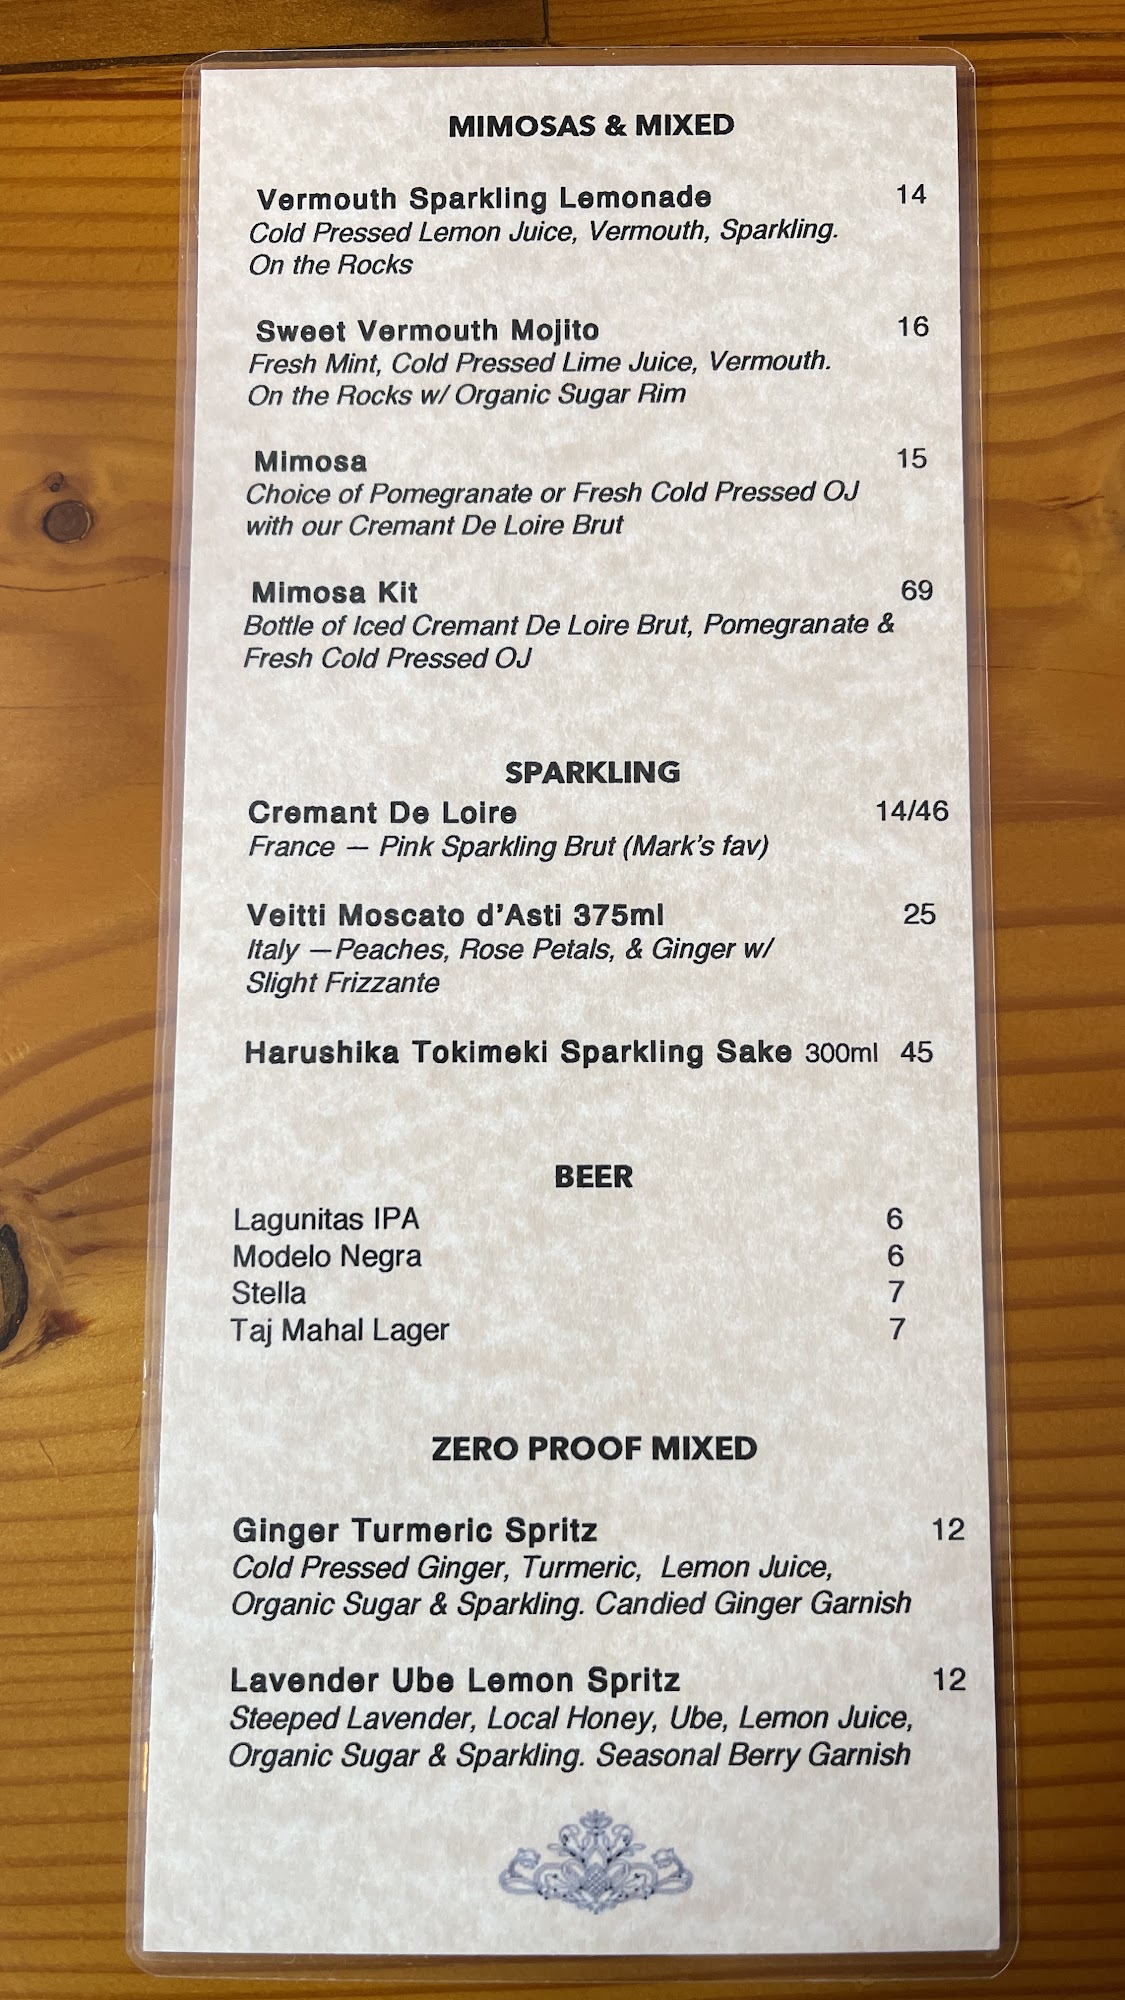 MIMOSAS & MIXED
Vermouth Sparkling Lemonade 14
Cold Pressed Lemon Juice, Vermouth, Sparkling.
On the Rocks
Sweet Vermouth Mojito 16
Fresh Mint, Cold Pressed Lime Juice, Vermouth.
On the Rocks w/ Organic Sugar Rim
Mimosa 15
Choice of Pomegranate or Fresh Cold Pressed OJ
with our Cremant De Loire Brut
Mimosa Kit 69
Bottle of Iced Cremant De Loire Brut, Pomegranate &
Fresh Cold Pressed OJ
SPARKLING
Cremant De Loire 14/46
France — Pink Sparkling Brut (Mark's fav)
Veitti Moscato d'Asti 375ml 25
Italy —Peaches, Rose Petals, & Ginger w/
Slight Frizzante
Harushika Tokimeki Sparkling Sake 300ml 45
BEER
Lagunitas IPA 6
Modelo Negra 6
Stella 7
Taj Mahal Lager 7
ZERO PROOF MIXED
Ginger Turmeric Spritz 12
Cold Pressed Ginger, Turmeric, Lemon Juice,
Organic Sugar & Sparkling. Candied Ginger Garnish
Lavender Ube Lemon Spritz 12
Steeped Lavender, Local Honey, Ube, Lemon Juice,
Organic Sugar & Sparkling. Seasonal Berry Garnish